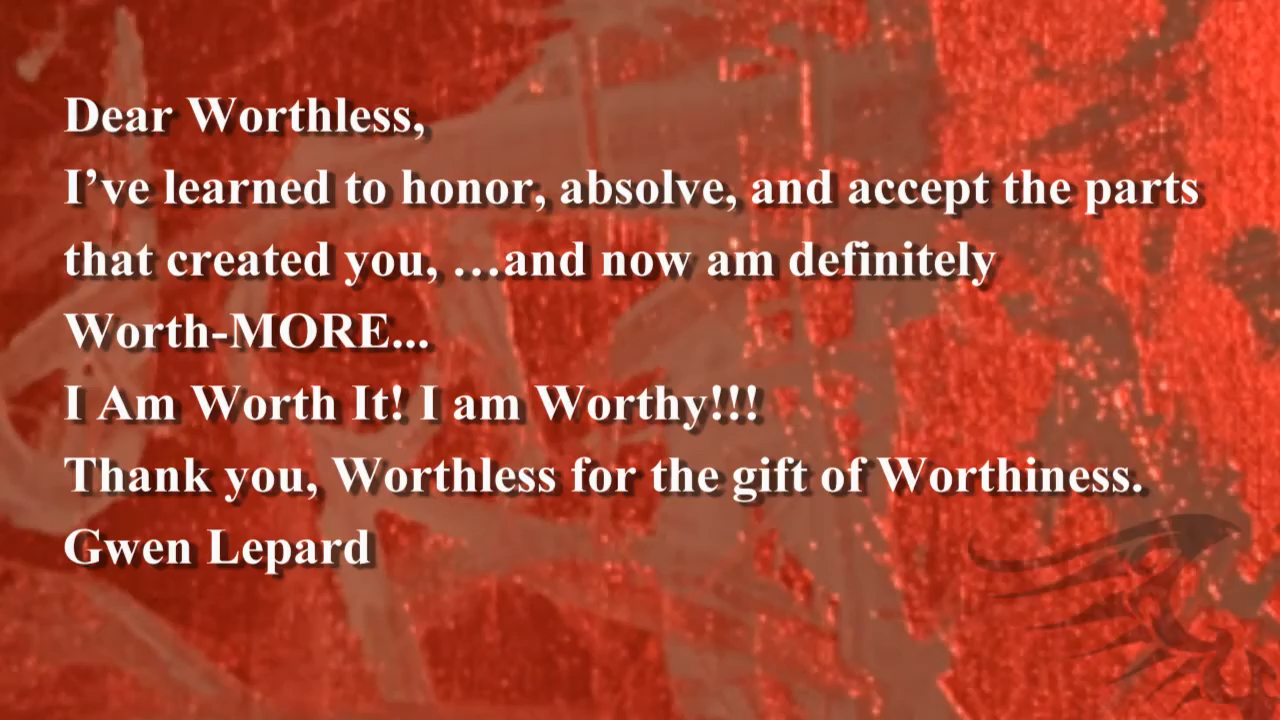 Dear Worthless,
I’ve learned to honor, absolve, and accept the parts
that created you, …and now am definitely
Worth-MORE...
I Am Worth It! I am Worthy!!!
Thank you, Worthless for the gift of Worthiness.
Gwen Lepard